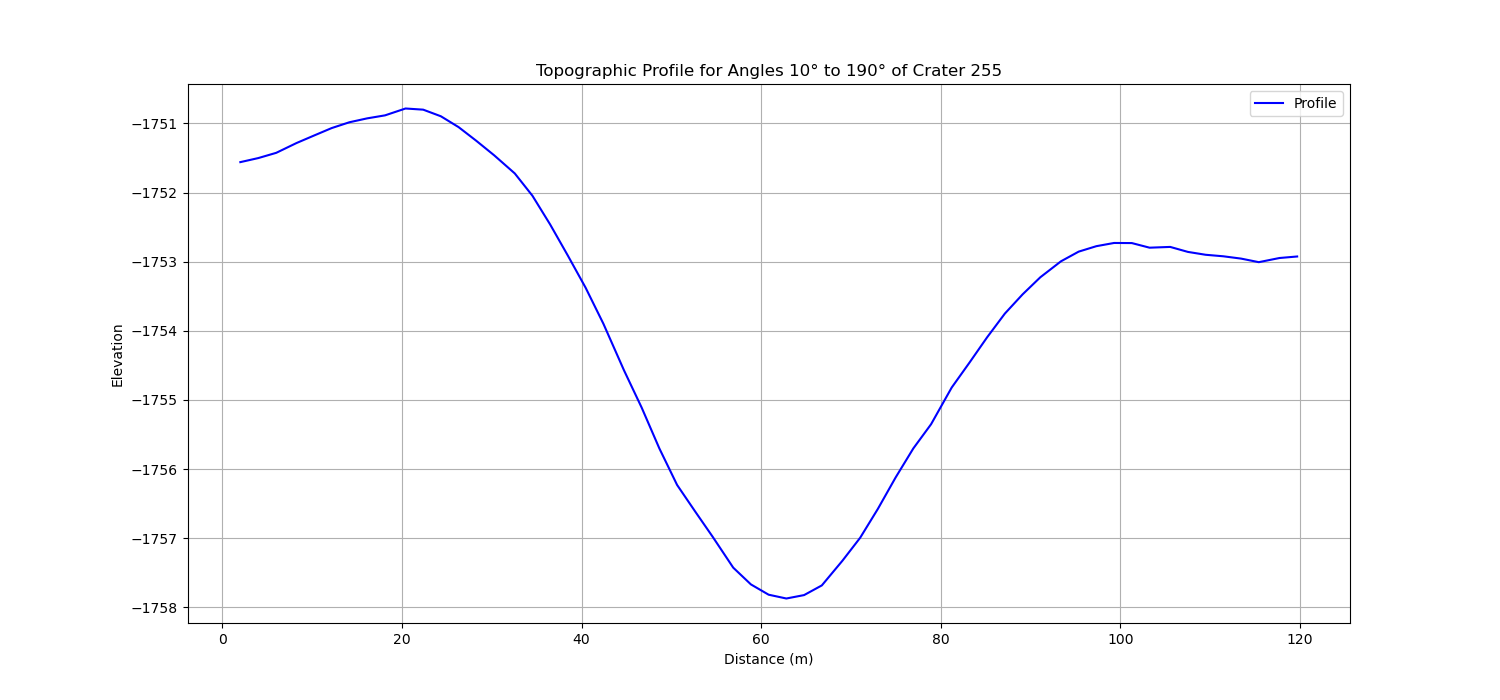 Topographic Profile for Angles 10° to 190° of Crater 255
Profile
−1751
−1752
−1753
−1754
−1755
−1756
−1757
−1758
Elevation
0 20 40 60 80 100 120
Distance (m)